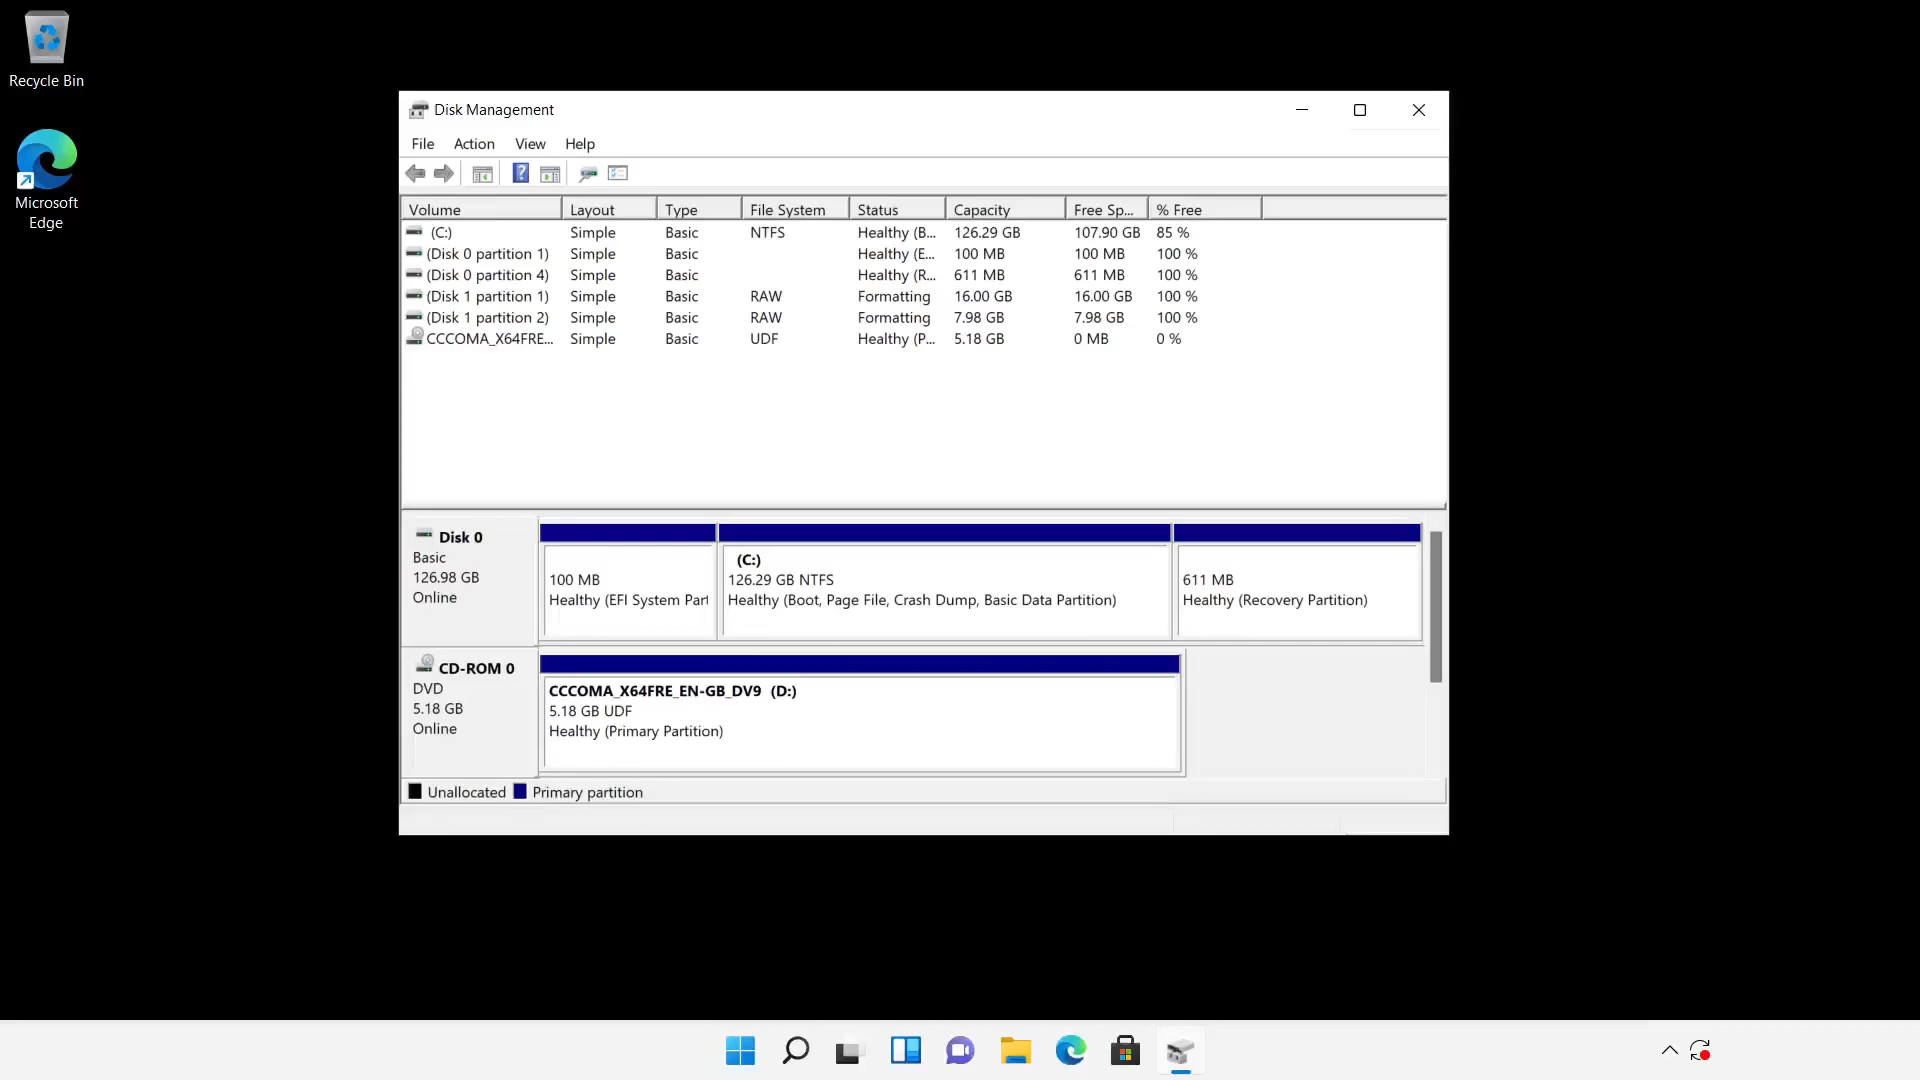 Recycle Bin
Microsoft
Edge
Disk Management
File Action View Help
Volume Layout Type File System Status Capacity Free Sp... % Free
(C:) Simple Basic NTFS Healthy (B... 126.29 GB 107.90 GB 85 %
(Disk 0 partition 1) Simple Basic Healthy (E... 100 MB 100 MB 100 %
(Disk 0 partition 4) Simple Basic Healthy (R... 611 MB 611 MB 100 %
(Disk 1 partition 1) Simple Basic RAW Formatting 16.00 GB 16.00 GB 100 %
(Disk 1 partition 2) Simple Basic RAW Formatting 7.98 GB 7.98 GB 100 %
CCCOMA_X64FRE... Simple Basic UDF Healthy (P... 5.18 GB 0 MB 0 %
Disk 0
Basic
126.98 GB
Online
100 MB
Healthy (EFI System Part
(C:)
126.29 GB NTFS
Healthy (Boot, Page File, Crash Dump, Basic Data Partition)
611 MB
Healthy (Recovery Partition)
CD-ROM 0
DVD
5.18 GB
Online
CCCOMA_X64FRE_EN-GB_DV9 (D:)
5.18 GB UDF
Healthy (Primary Partition)
Unallocated Primary partition